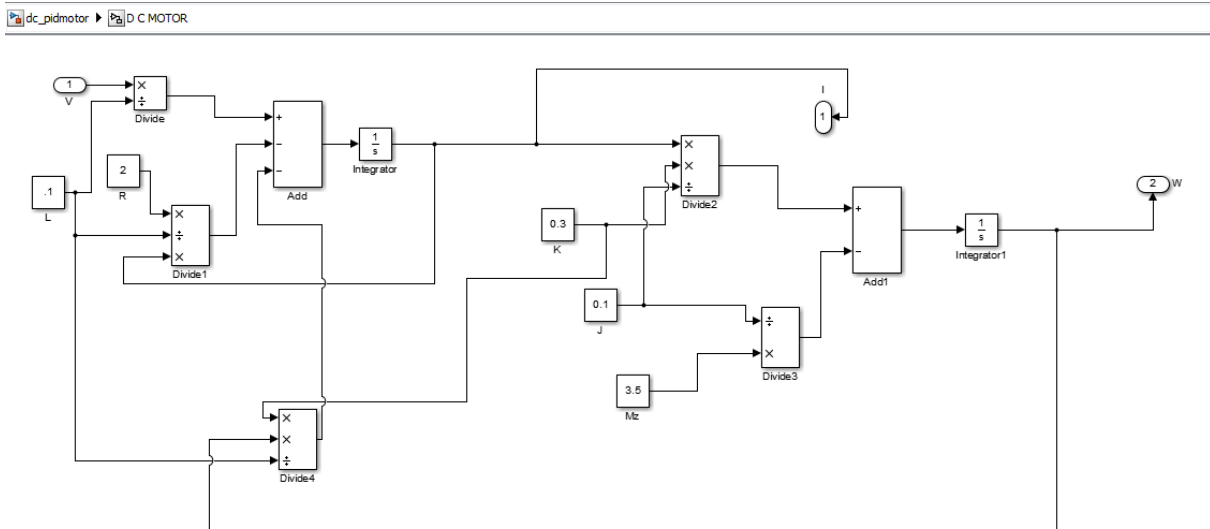 dc_pidmotor ▶ D C MOTOR
1
V
×
÷
Divide
.1
L
2
R
×
÷
×
Divide1
+
−
−
Add
1
s
Integrator
I
1
×
×
÷
Divide2
0.3
K
0.1
J
3.5
Mz
÷
×
Divide3
+
−
Add1
1
s
Integrator1
2
W
×
×
÷
Divide4